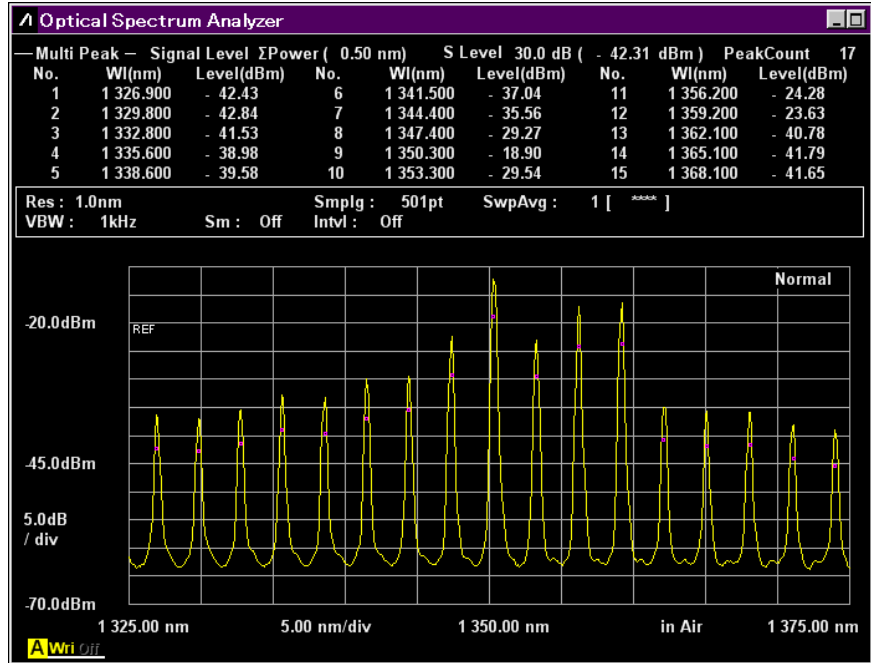 Optical Spectrum Analyzer
Multi Peak – Signal Level ΣPower ( 0.50 nm) S Level 30.0 dB ( - 42.31 dBm ) PeakCount 17
No. Wl(nm) Level(dBm) No. Wl(nm) Level(dBm) No. Wl(nm) Level(dBm)
1 1 326.900 - 42.43 6 1 341.500 - 37.04 11 1 356.200 - 24.28
2 1 329.800 - 42.84 7 1 344.400 - 35.56 12 1 359.200 - 23.63
3 1 332.800 - 41.53 8 1 347.400 - 29.27 13 1 362.100 - 40.78
4 1 335.600 - 38.98 9 1 350.300 - 18.90 14 1 365.100 - 41.79
5 1 338.600 - 39.58 10 1 353.300 - 29.54 15 1 368.100 - 41.65
Res : 1.0nm Smplg : 501pt SwpAvg : 1 [ **** ]
VBW : 1kHz Sm : Off Intvl : Off
Normal
-20.0dBm
REF
-45.0dBm
5.0dB
/ div
-70.0dBm
1 325.00 nm 5.00 nm/div 1 350.00 nm in Air 1 375.00 nm
A Wri Off